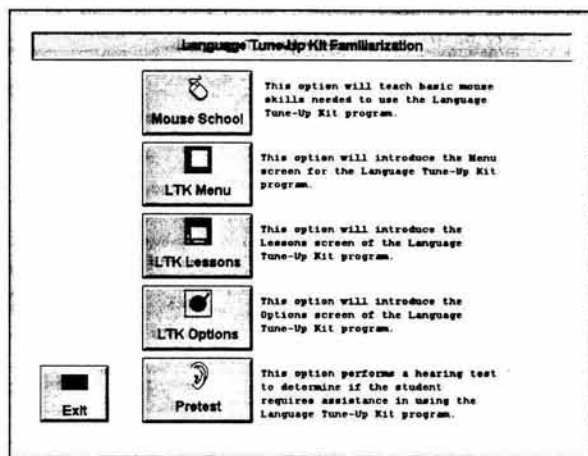 Language Tune-Up Kit Familiarization
Mouse School
This option will teach basic mouse
skills needed to use the Language
Tune-Up Kit program.
LTK Menu
This option will introduce the Menu
screen for the Language Tune-Up Kit
program.
LTK Lessons
This option will introduce the
Lessons screen of the Language
Tune-Up Kit program.
LTK Options
This option will introduce the
Options screen of the Language
Tune-Up Kit program.
Exit
Pretest
This option performs a hearing test
to determine if the student
requires assistance in using the
Language Tune-Up Kit program.